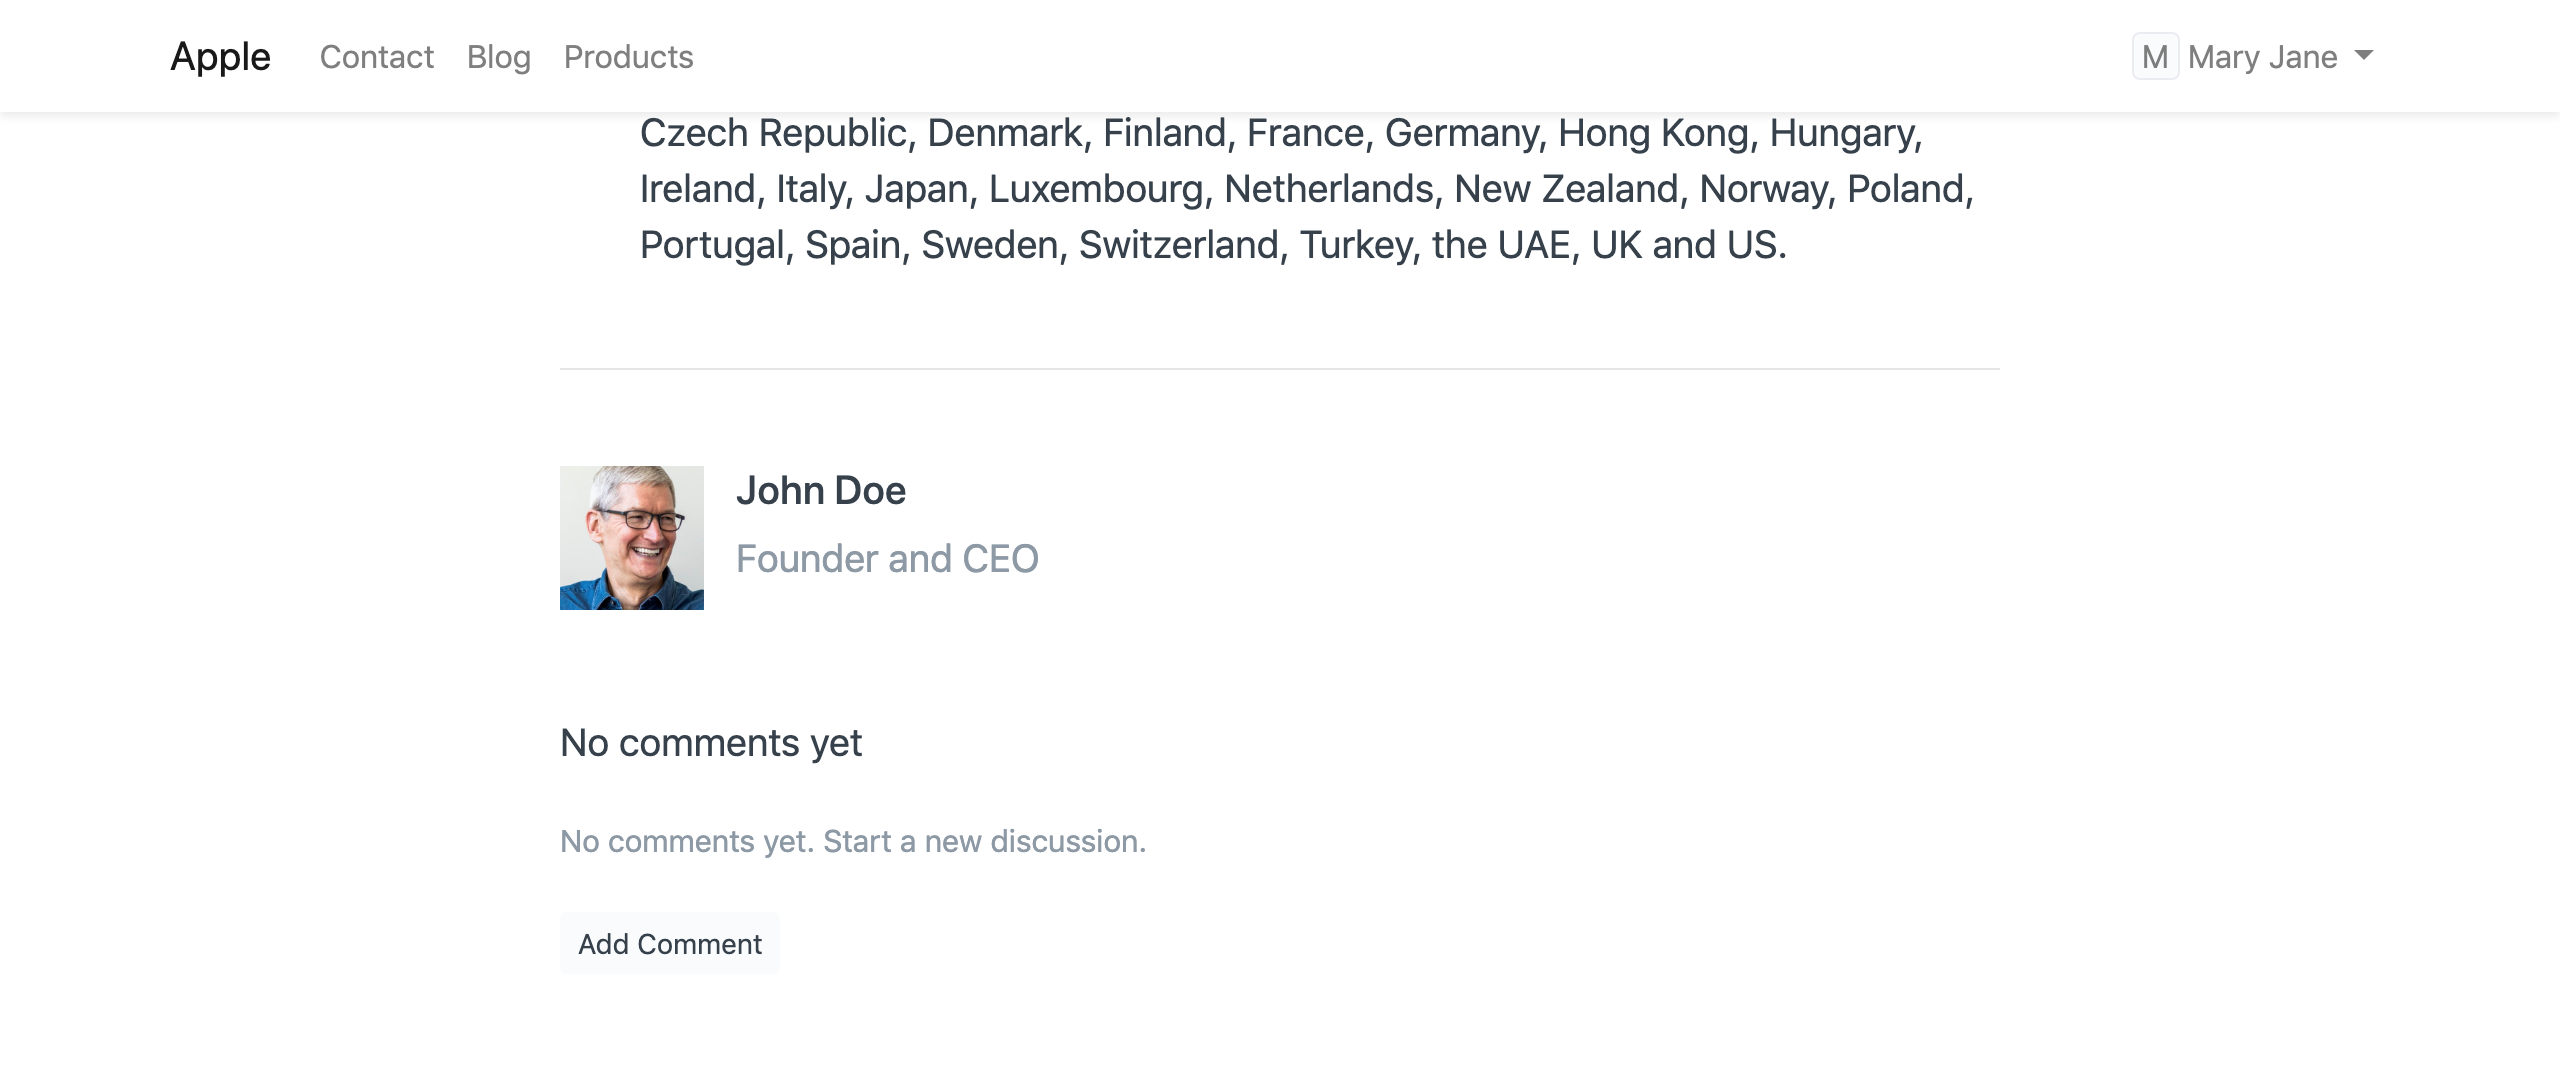 Apple Contact Blog Products M Mary Jane
Czech Republic, Denmark, Finland, France, Germany, Hong Kong, Hungary,
Ireland, Italy, Japan, Luxembourg, Netherlands, New Zealand, Norway, Poland,
Portugal, Spain, Sweden, Switzerland, Turkey, the UAE, UK and US.
John Doe
Founder and CEO
No comments yet
No comments yet. Start a new discussion.
Add Comment